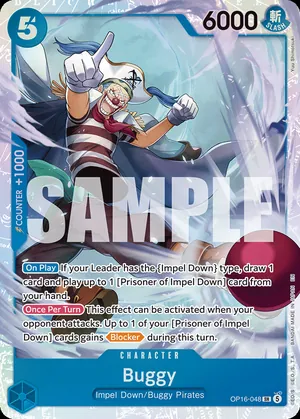 5
6000
斬
SLASH
COUNTER +1000
SAMPLE
On Play If your Leader has the {Impel Down} type, draw 1
card and play up to 1 [Prisoner of Impel Down] card from
your hand.
Once Per Turn This effect can be activated when your
opponent attacks: Up to 1 of your [Prisoner of Impel
Down] cards gains Blocker during this turn.
CHARACTER
Buggy
Impel Down/Buggy Pirates
OP16-048 SR 5